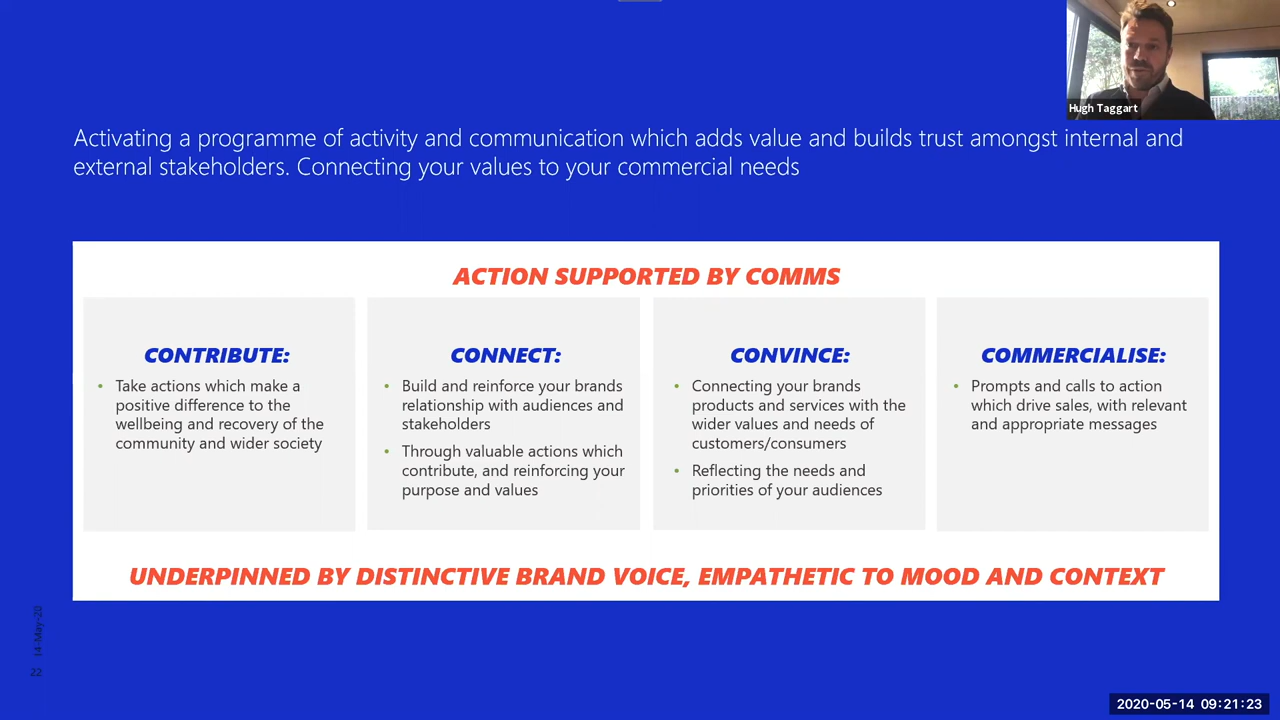 Hugh Taggart
Activating a programme of activity and communication which adds value and builds trust amongst internal and
external stakeholders. Connecting your values to your commercial needs
ACTION SUPPORTED BY COMMS
CONTRIBUTE:
• Take actions which make a
positive difference to the
wellbeing and recovery of the
community and wider society
CONNECT:
• Build and reinforce your brands
relationship with audiences and
stakeholders
• Through valuable actions which
contribute, and reinforcing your
purpose and values
CONVINCE:
• Connecting your brands
products and services with the
wider values and needs of
customers/consumers
• Reflecting the needs and
priorities of your audiences
COMMERCIALISE:
• Prompts and calls to action
which drive sales, with relevant
and appropriate messages
UNDERPINNED BY DISTINCTIVE BRAND VOICE, EMPATHETIC TO MOOD AND CONTEXT
14-May-20
22
2020-05-14 09:21:23